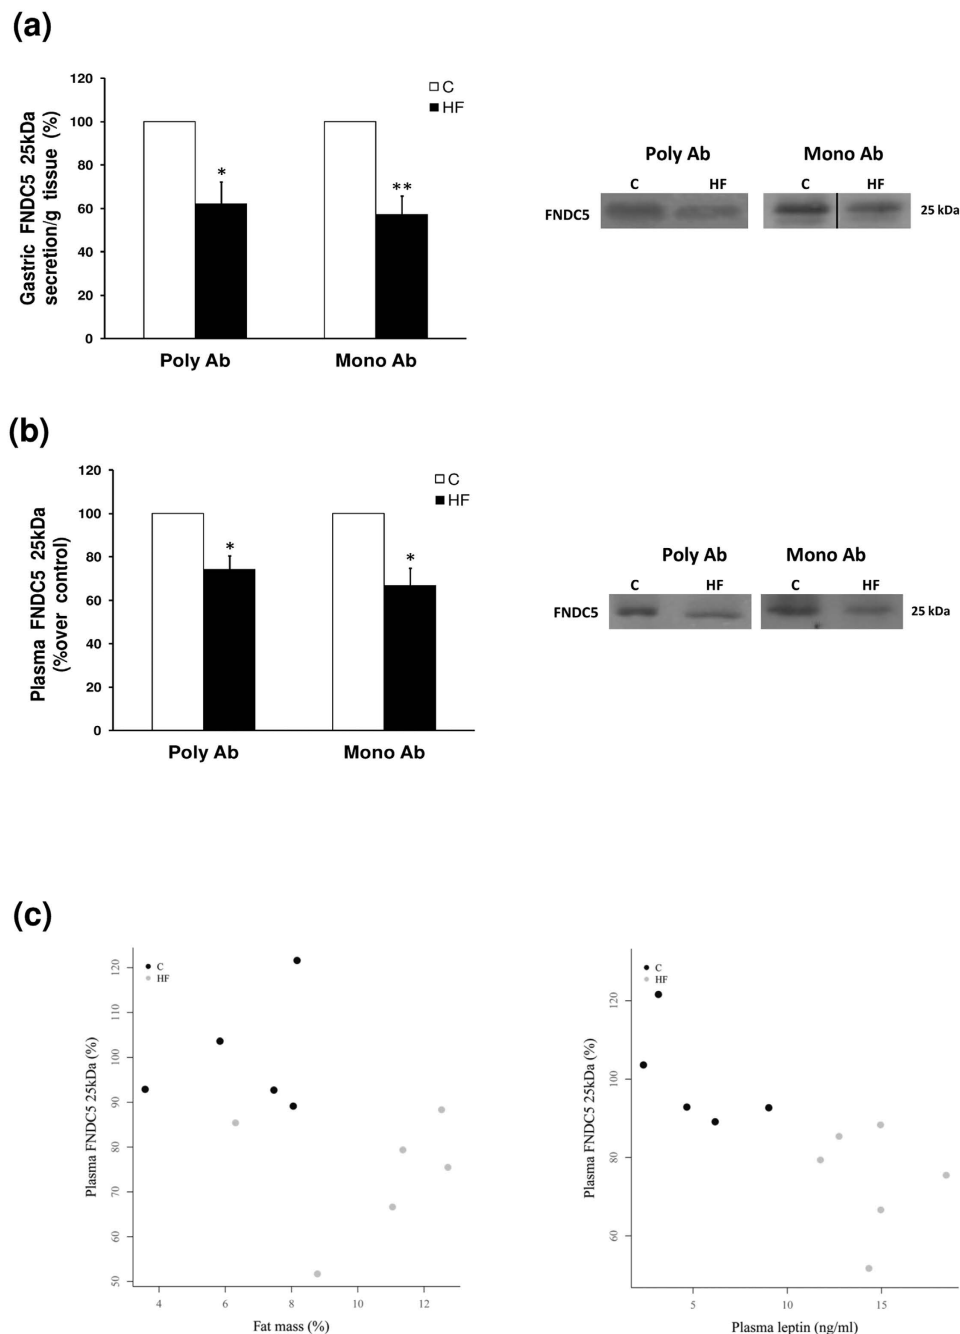 (a)
Gastric FNDC5 25kDa
secretion/g tissue (%)
120
100
80
60
40
20
0
C
HF
*
**
Poly Ab
Mono Ab
Poly Ab
Mono Ab
C
HF
C
HF
FNDC5
25 kDa
(b)
Plasma FNDC5 25kDa
(%over control)
120
100
80
60
40
20
0
C
HF
*
*
Poly Ab
Mono Ab
Poly Ab
Mono Ab
C
HF
C
HF
FNDC5
25 kDa
(c)
Plasma FNDC5 25kDa (%)
120
110
100
90
80
70
60
50
C
HF
4
6
8
10
12
Fat mass (%)
Plasma FNDC5 25kDa (%)
120
100
80
60
C
HF
5
10
15
Plasma leptin (ng/ml)